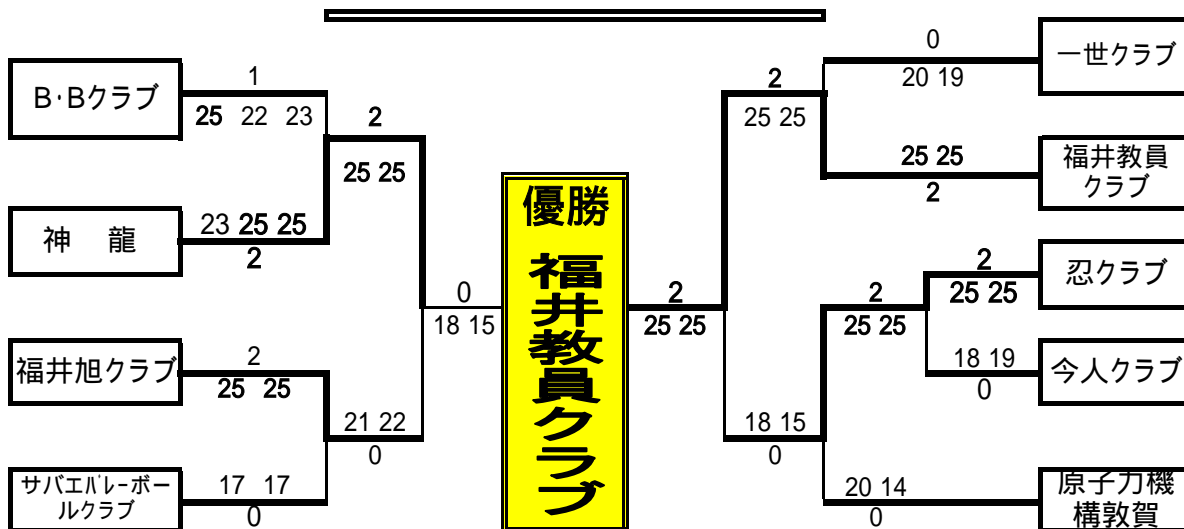 0
一世クラブ
20 19
B・Bクラブ
1
25 22 23
2
25 25
2
25 25
25 25
2
福井教員
クラブ
神 龍
23 25 25
2
優勝
福井教員クラブ
忍クラブ
2
25 25
0
18 15
2
25 25
2
25 25
福井旭クラブ
2
25 25
18 19
0
今人クラブ
21 22
0
18 15
0
サバエバレーボー
ルクラブ
17 17
0
20 14
0
原子力機
構敦賀